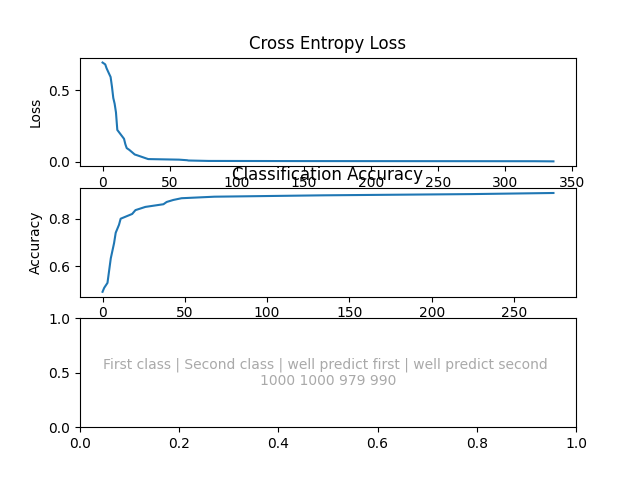 Cross Entropy Loss
Loss
0.5
0.0
0 50 100 150 200 250 300 350
Classification Accuracy
Accuracy
0.8
0.6
0 50 100 150 200 250
1.0
0.5
0.0
First class | Second class | well predict first | well predict second
1000 1000 979 990
0.0 0.2 0.4 0.6 0.8 1.0